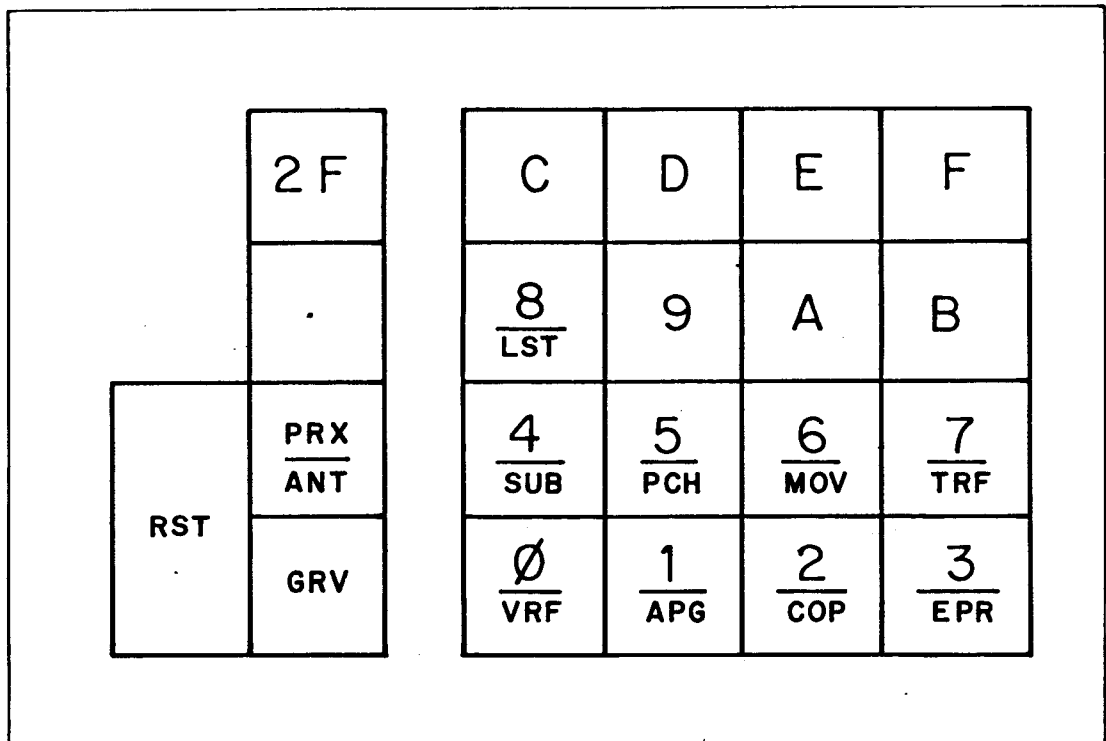 2 F
C D E F
.
8 9 A B
LST
PRX
ANT
4 5 6 7
SUB PCH MOV TRF
RST
GRV
Ø 1 2 3
VRF APG COP EPR